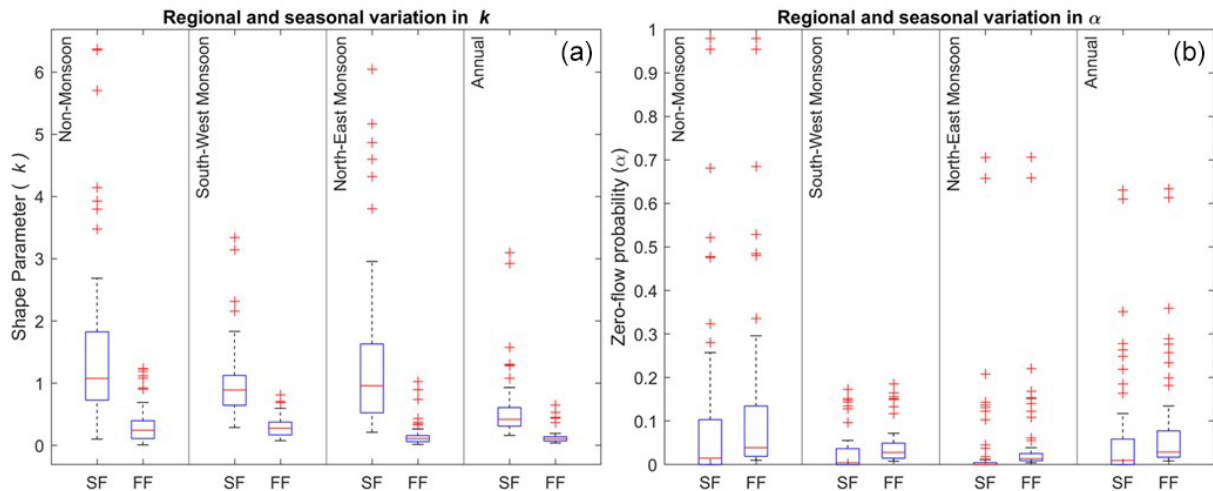 Regional and seasonal variation in k
(a)
Non-Monsoon
South-West Monsoon
North-East Monsoon
Annual
Shape Parameter ( k )
6
5
4
3
2
1
0
SF FF SF FF SF FF SF FF
Regional and seasonal variation in α
(b)
Non-Monsoon
South-West Monsoon
North-East Monsoon
Annual
Zero-flow probability (α)
1
0.9
0.8
0.7
0.6
0.5
0.4
0.3
0.2
0.1
0
SF FF SF FF SF FF SF FF